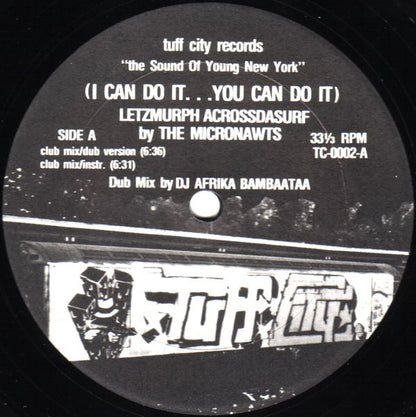 tuff city records
"the Sound Of Young New York"
(I CAN DO IT. . .YOU CAN DO IT)
LETZMURPH ACROSSDASURF
by THE MICRONAWTS
SIDE A
33⅓ RPM
club mix/dub version (6:36)
TC-0002-A
club mix/instr. (6:31)
Dub Mix by DJ AFRIKA BAMBAATAA
Tuff City